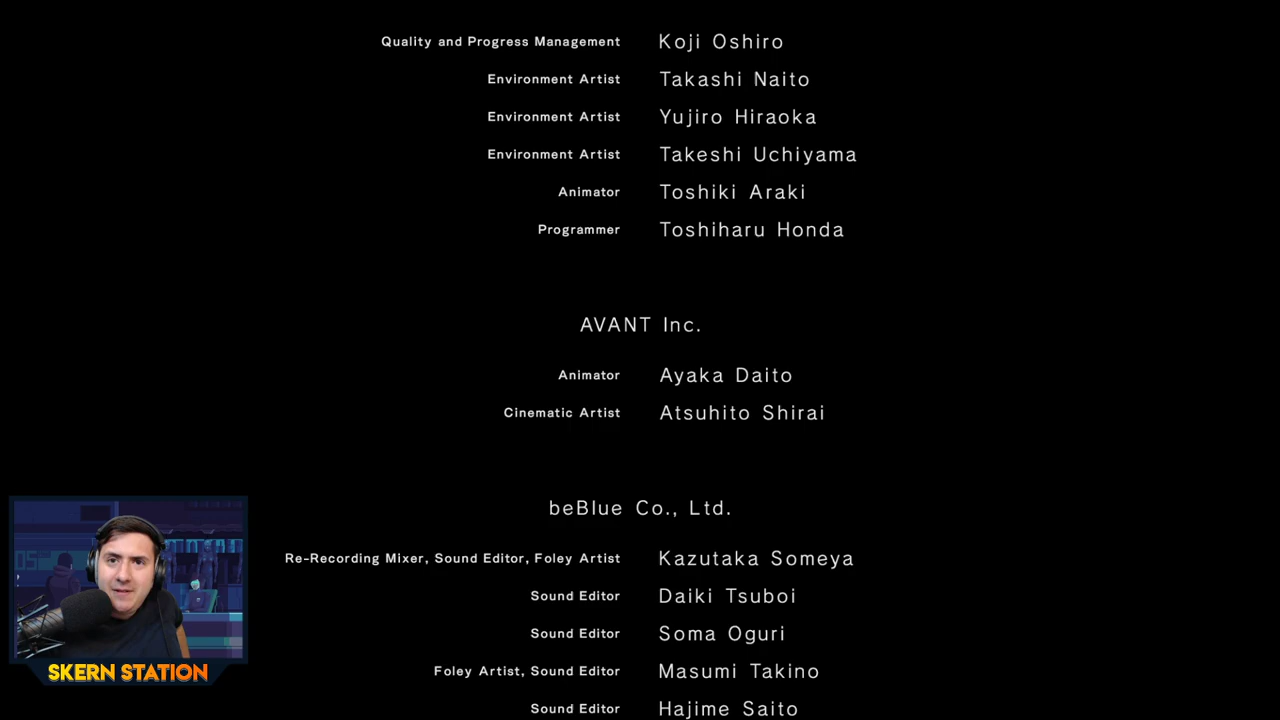 Quality and Progress Management Koji Oshiro
Environment Artist Takashi Naito
Environment Artist Yujiro Hiraoka
Environment Artist Takeshi Uchiyama
Animator Toshiki Araki
Programmer Toshiharu Honda
AVANT Inc.
Animator Ayaka Daito
Cinematic Artist Atsuhito Shirai
beBlue Co., Ltd.
Re-Recording Mixer, Sound Editor, Foley Artist Kazutaka Someya
Sound Editor Daiki Tsuboi
Sound Editor Soma Oguri
Foley Artist, Sound Editor Masumi Takino
Sound Editor Hajime Saito
SKERN STATION